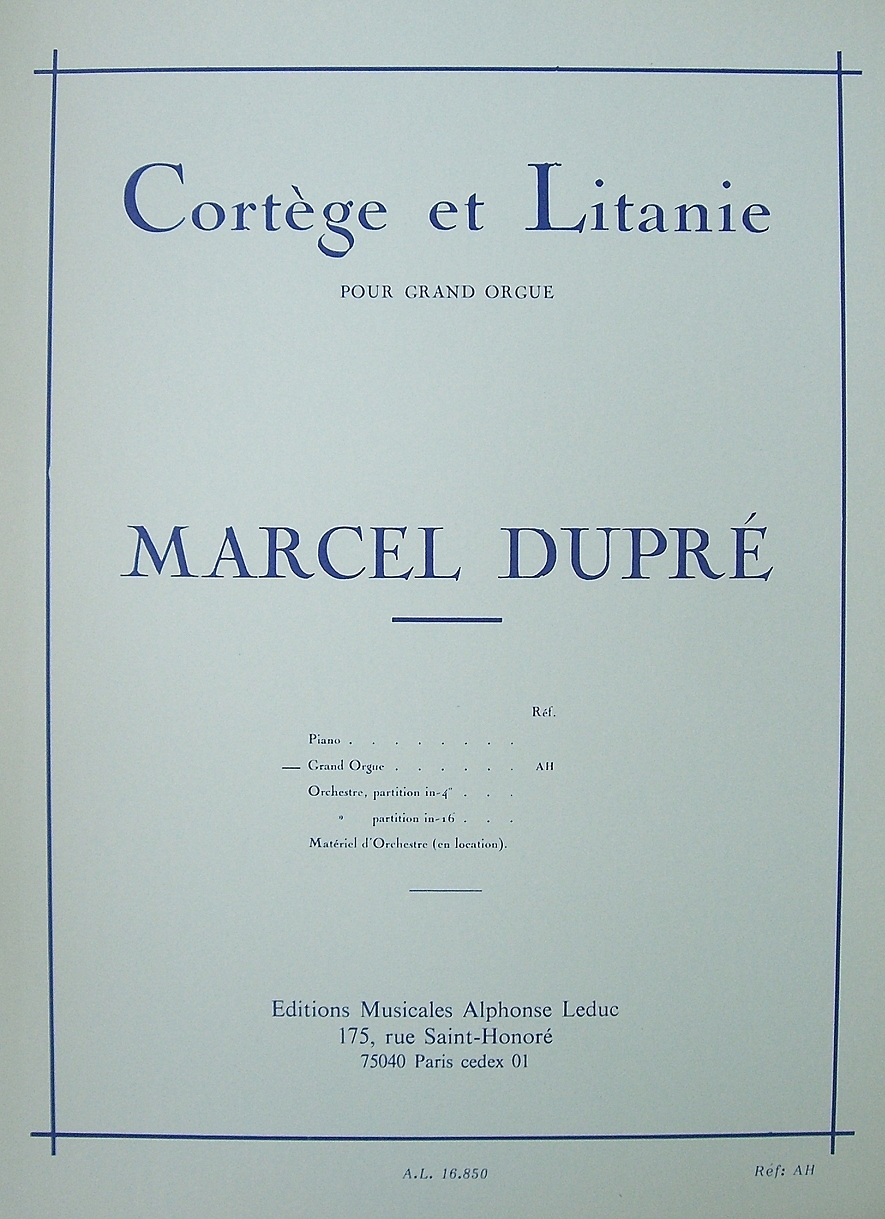 Cortège et Litanie
POUR GRAND ORGUE
MARCEL DUPRÉ
Réf.
Piano . . . . . . . .
— Grand Orgue . . . . . . AH
Orchestre, partition in-4° . . .
" partition in-16 . . .
Matériel d'Orchestre (en location).
Editions Musicales Alphonse Leduc
175, rue Saint-Honoré
75040 Paris cedex 01
A.L. 16.850
Réf: AH